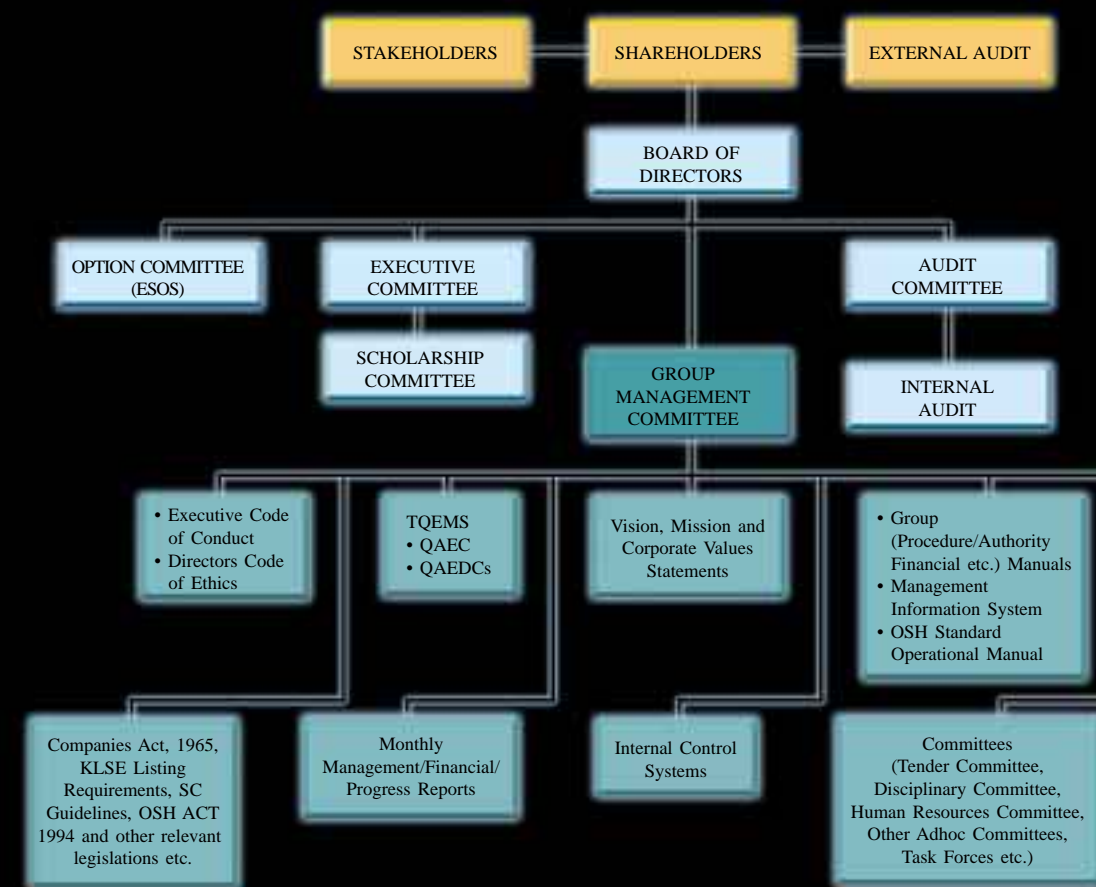 STAKEHOLDERS
SHAREHOLDERS
EXTERNAL AUDIT
BOARD OF
DIRECTORS
OPTION COMMITTEE
(ESOS)
EXECUTIVE
COMMITTEE
AUDIT
COMMITTEE
SCHOLARSHIP
COMMITTEE
GROUP
MANAGEMENT
COMMITTEE
INTERNAL
AUDIT
• Executive Code
of Conduct
• Directors Code
of Ethics
TQEMS
• QAEC
• QAEDCs
Vision, Mission and
Corporate Values
Statements
• Group
(Procedure/Authority
Financial etc.) Manuals
• Management
Information System
• OSH Standard
Operational Manual
Companies Act, 1965,
KLSE Listing
Requirements, SC
Guidelines, OSH ACT
1994 and other relevant
legislations etc.
Monthly
Management/Financial/
Progress Reports
Internal Control
Systems
Committees
(Tender Committee,
Disciplinary Committee,
Human Resources Committee,
Other Adhoc Committees,
Task Forces etc.)